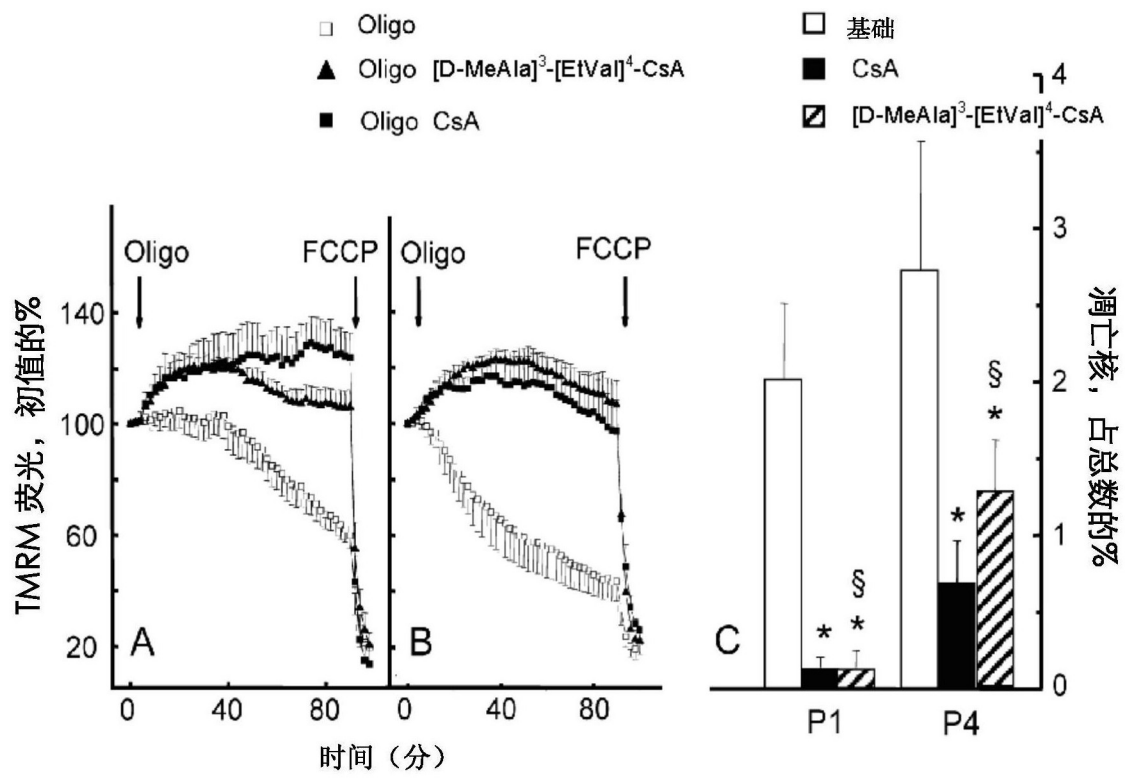 Oligo
Oligo [D-MeAla]³-[EtVal]⁴-CsA
Oligo CsA
基础
CsA
[D-MeAla]³-[EtVal]⁴-CsA
TMRM 荧光，初值的%
140
100
60
20
Oligo
FCCP
A
0
40
80
Oligo
FCCP
B
0
40
80
时间（分）
C
*
§
*
*
§
*
P1
P4
4
3
2
1
0
凋亡核，占总数的%